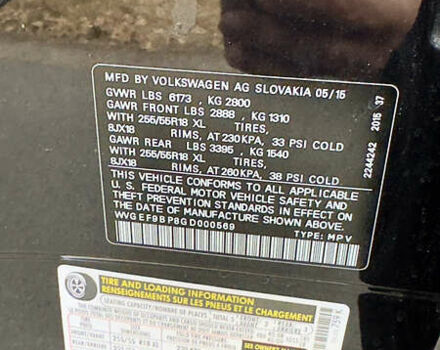 MFD BY VOLKSWAGEN AG SLOVAKIA 05/15
GVWR LBS 6173 , KG 2800
GAWR FRONT LBS 2888 , KG 1310
WITH 255/55R18 XL TIRES,
8JX18 RIMS, AT 230KPA, 33 PSI COLD
GAWR REAR LBS 3395 , KG 1540
WITH 255/55R18 XL TIRES,
8JX18 RIMS, AT 260KPA, 38 PSI COLD
THIS VEHICLE CONFORMS TO ALL APPLICABLE
U.S. FEDERAL MOTOR VEHICLE SAFETY AND
THEFT PREVENTION STANDARDS IN EFFECT ON
THE DATE OF MANUFACTURE SHOWN ABOVE.
WVGEF9BP8GD000569
TYPE: MPV
2244242 2015 37
TIRE AND LOADING INFORMATION
RENSEIGNEMENTS SUR LES PNEUS ET LE CHARGEMENT
SEATING CAPACITY